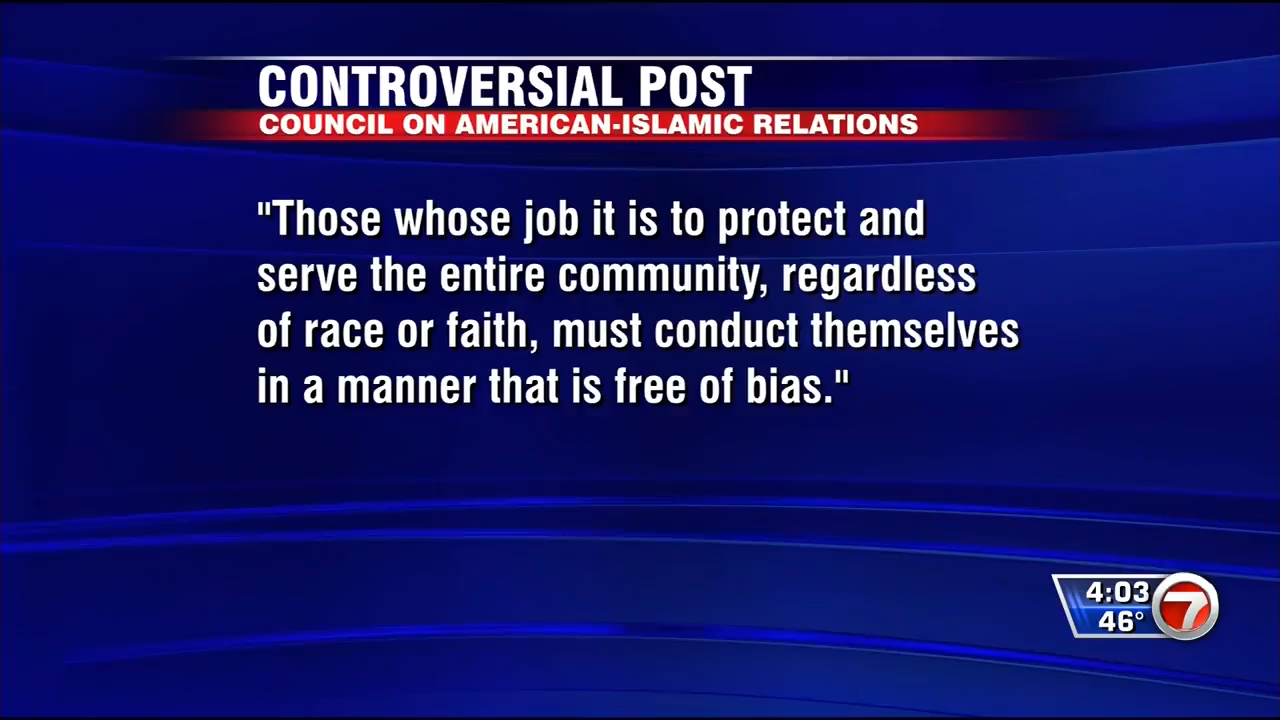 CONTROVERSIAL POST
COUNCIL ON AMERICAN-ISLAMIC RELATIONS
"Those whose job it is to protect and
serve the entire community, regardless
of race or faith, must conduct themselves
in a manner that is free of bias."
4:03
46°
7